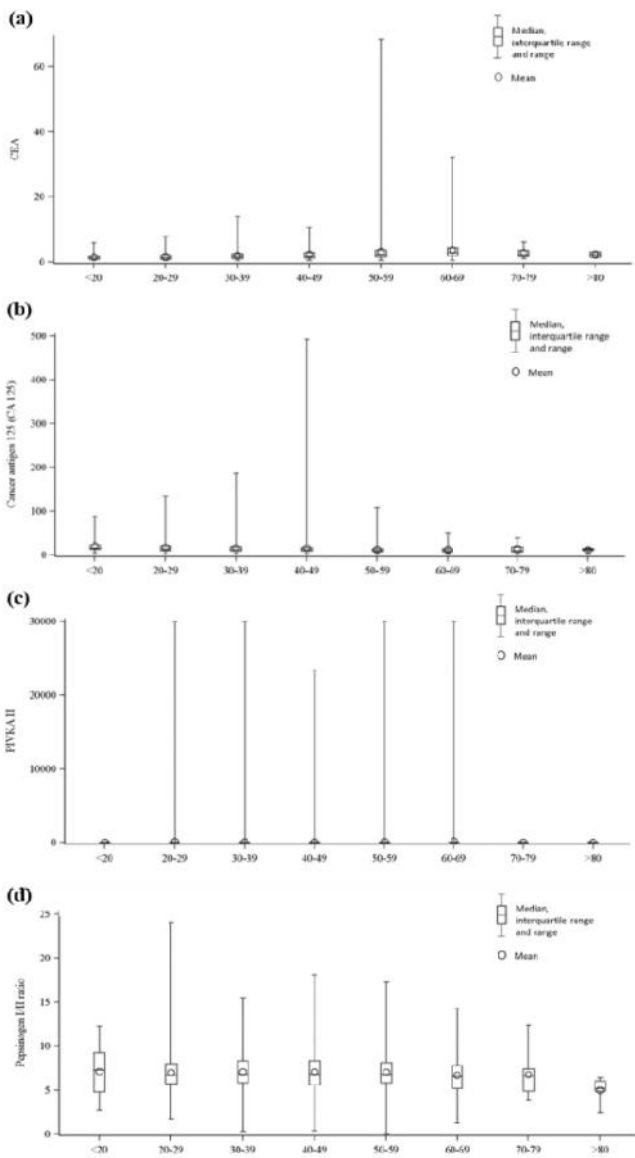 (a)
Median,
interquartile range
and range
Mean
CEA
60
40
20
0
<20 20-29 30-39 40-49 50-59 60-69 70-79 >80
(b)
Median,
interquartile range
and range
Mean
Cancer antigen 125 (CA 125)
500
400
300
200
100
0
<20 20-29 30-39 40-49 50-59 60-69 70-79 >80
(c)
Median,
interquartile range
and range
Mean
PIVKA II
30000
20000
10000
0
<20 20-29 30-39 40-49 50-59 60-69 70-79 >80
(d)
Median,
interquartile range
and range
Mean
Pepsinogen I/II ratio
25
20
15
10
5
0
<20 20-29 30-39 40-49 50-59 60-69 70-79 >80